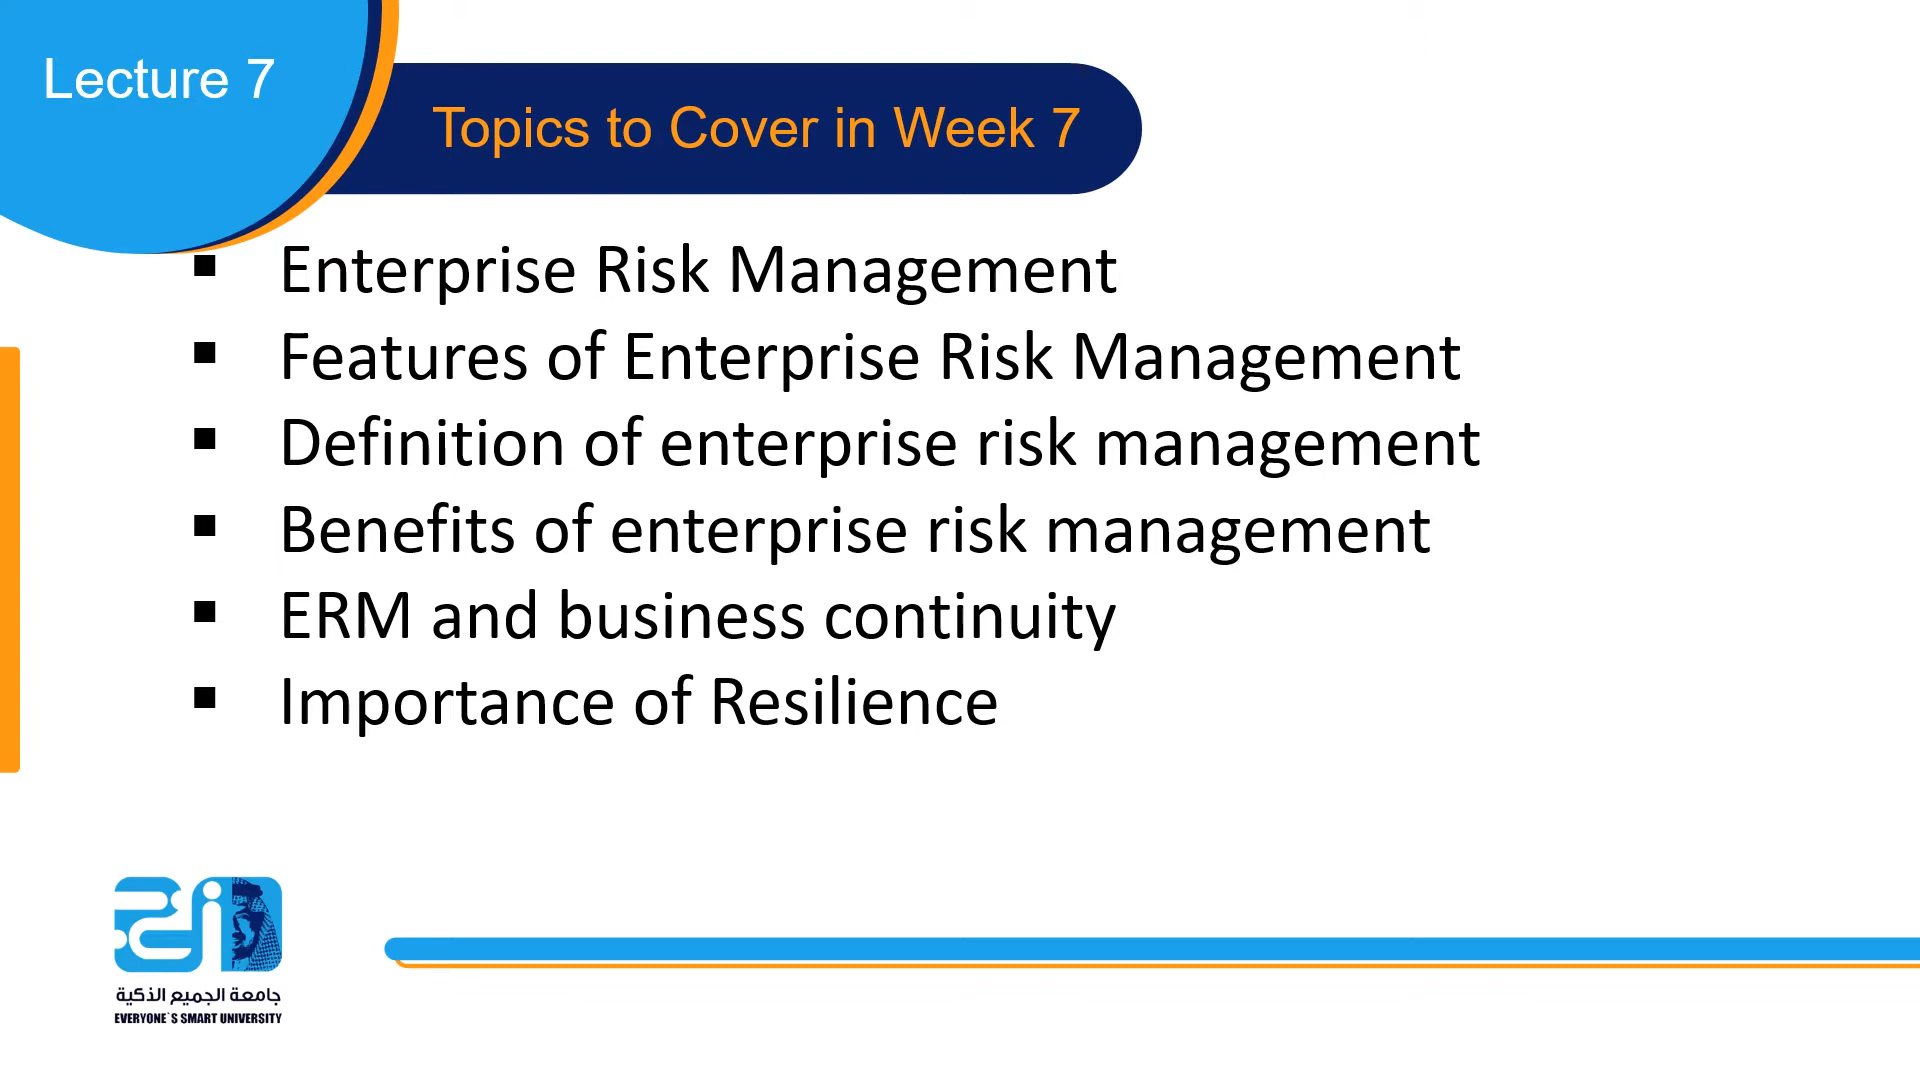 Lecture 7
Topics to Cover in Week 7
▪ Enterprise Risk Management
▪ Features of Enterprise Risk Management
▪ Definition of enterprise risk management
▪ Benefits of enterprise risk management
▪ ERM and business continuity
▪ Importance of Resilience
جامعة الجميع الذكية
EVERYONE`S SMART UNIVERSITY